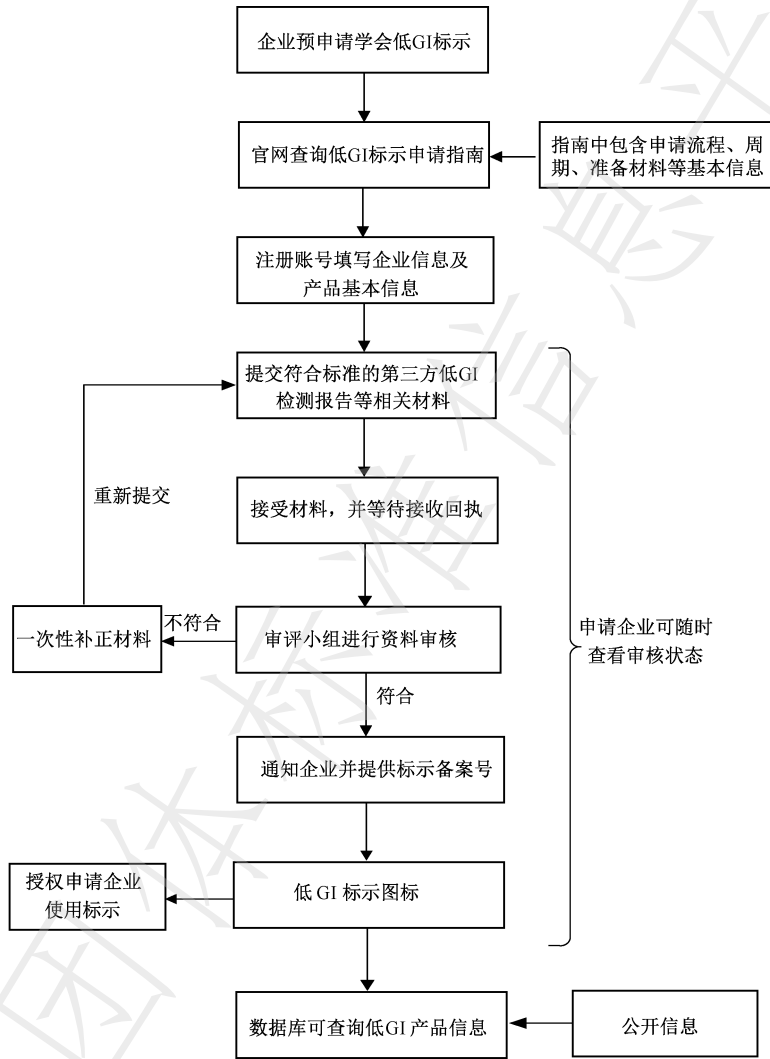 企业预申请学会低GI标示
官网查询低GI标示申请指南
指南中包含申请流程、周
期、准备材料等基本信息
注册账号填写企业信息及
产品基本信息
提交符合标准的第三方低GI
检测报告等相关材料
重新提交
接受材料，并等待接收回执
一次性补正材料
不符合
审评小组进行资料审核
申请企业可随时
查看审核状态
符合
通知企业并提供标示备案号
授权申请企业
使用标示
低 GI 标示图标
数据库可查询低GI 产品信息
公开信息
团体标准信息平